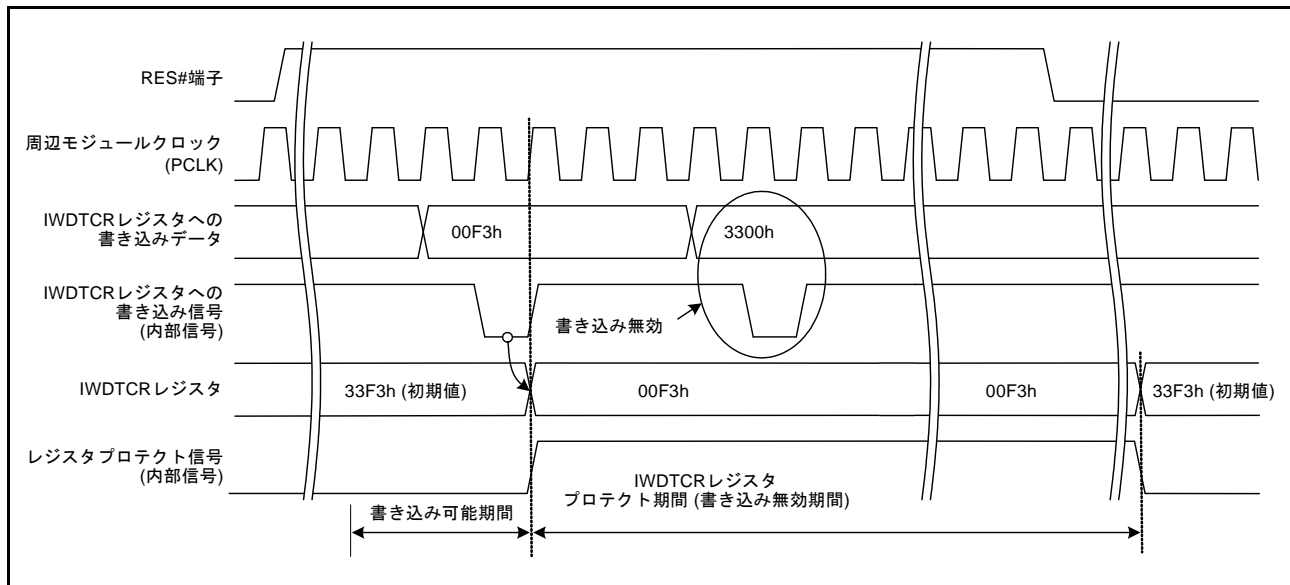 RES#端子
周辺モジュールクロック
(PCLK)
IWDTCRレジスタへの
書き込みデータ
00F3h
3300h
IWDTCRレジスタへの
書き込み信号
(内部信号)
書き込み無効
IWDTCRレジスタ
33F3h (初期値)
00F3h
00F3h
33F3h (初期値)
レジスタプロテクト信号
(内部信号)
IWDTCRレジスタ
プロテクト期間 (書き込み無効期間)
書き込み可能期間